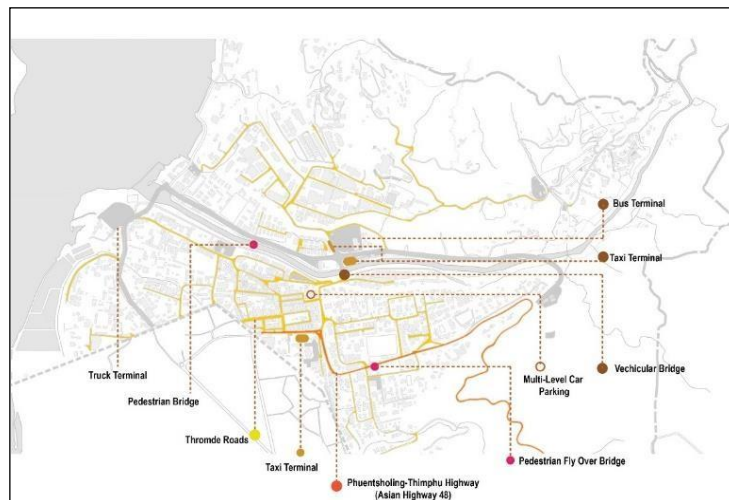 Bus Terminal
Taxi Terminal
Vechicular Bridge
Multi-Level Car
Parking
Truck Terminal
Pedestrian Bridge
Thromde Roads
Taxi Terminal
Pedestrian Fly Over Bridge
Phuentsholing-Thimphu Highway
(Asian Highway 48)